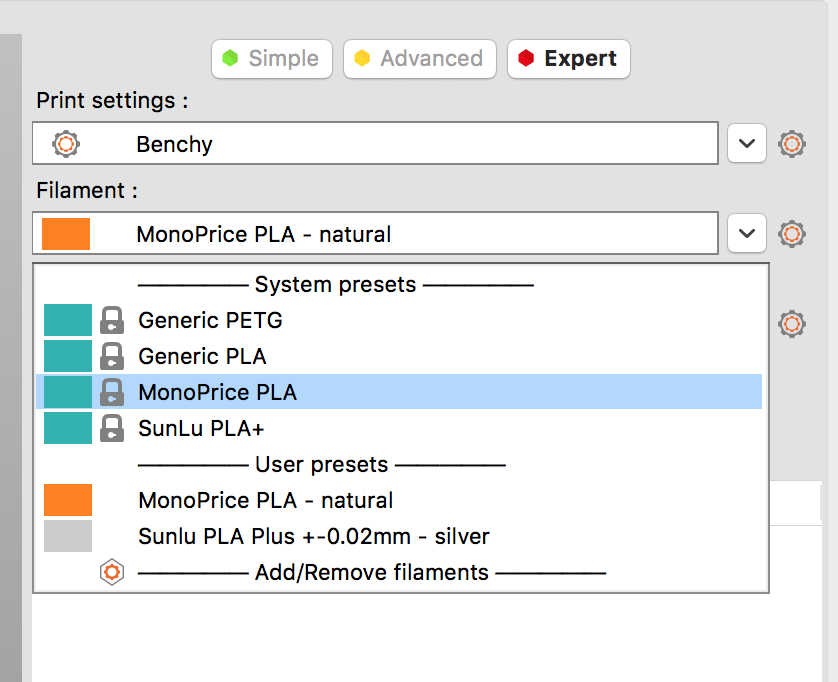 Simple Advanced Expert
Print settings :
Benchy
Filament :
MonoPrice PLA - natural
System presets
Generic PETG
Generic PLA
MonoPrice PLA
SunLu PLA+
User presets
MonoPrice PLA - natural
Sunlu PLA Plus +-0.02mm - silver
Add/Remove filaments